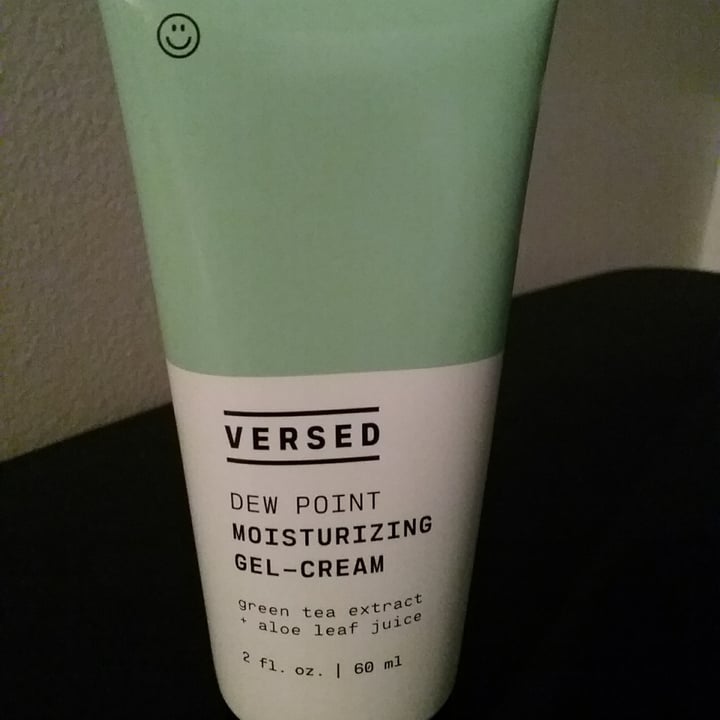 VERSED
DEW POINT
MOISTURIZING
GEL-CREAM
green tea extract
+ aloe leaf juice
2 fl. oz. | 60 ml